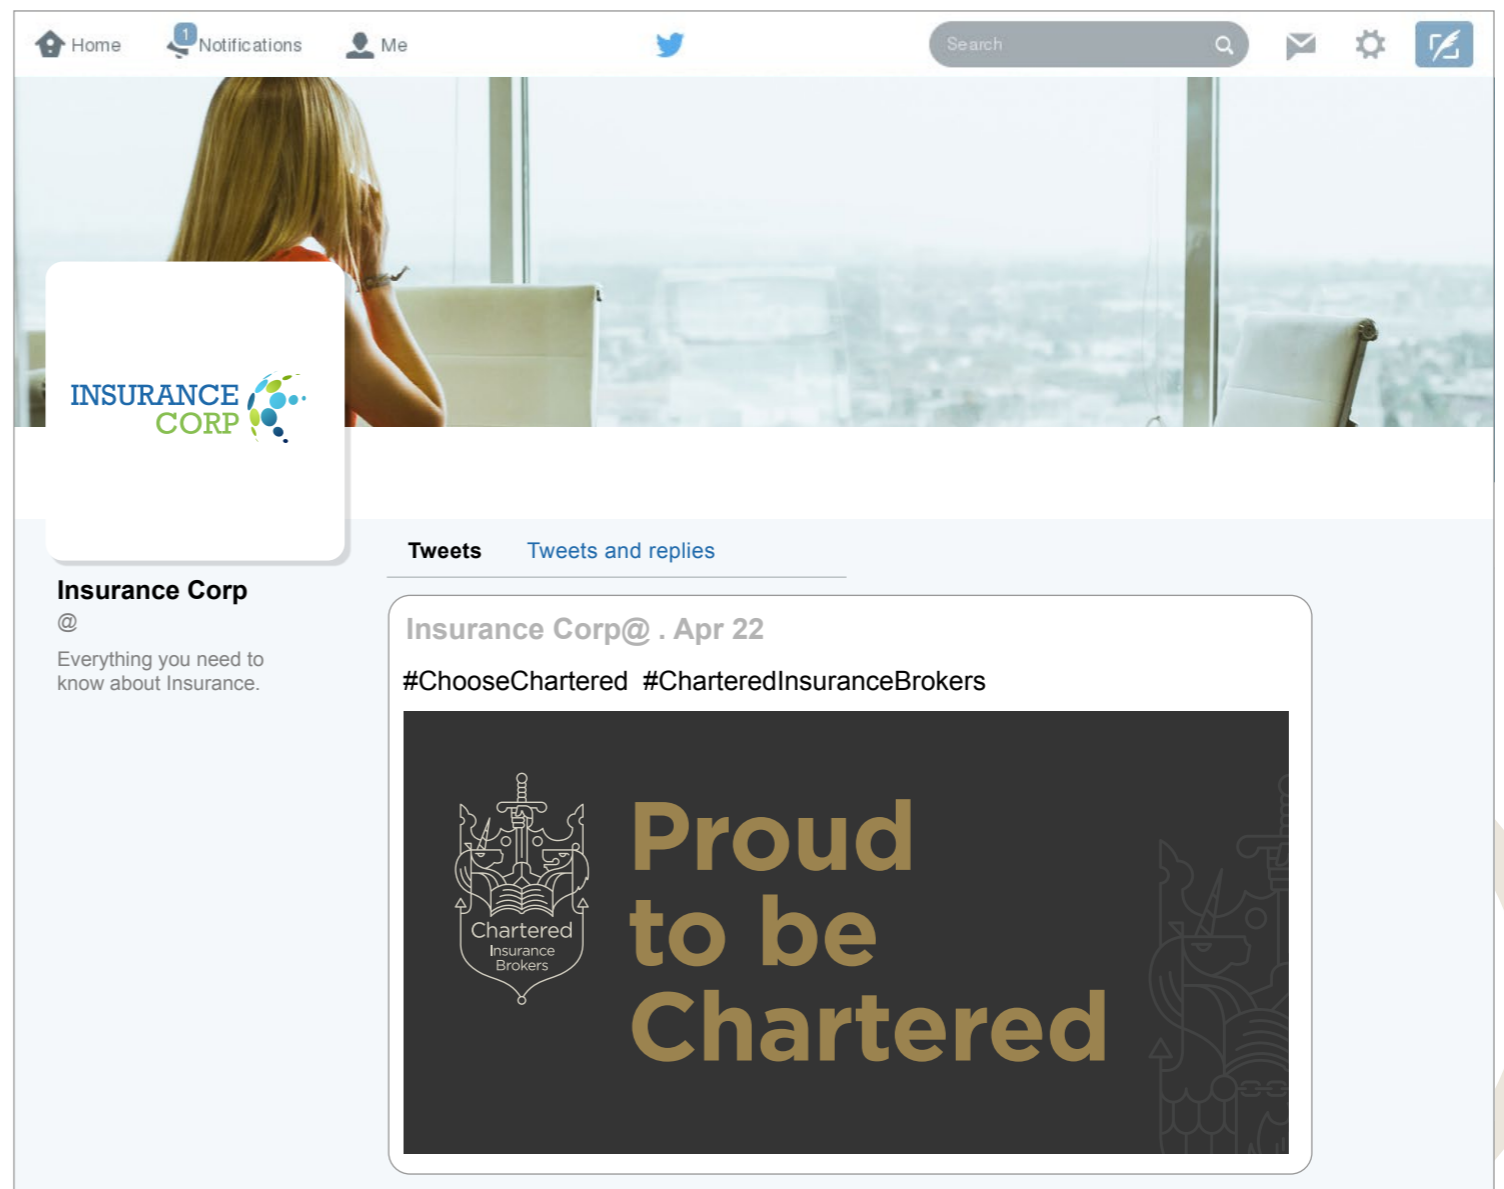 Home
1
Notifications
Me
Search
INSURANCE
CORP
Insurance Corp
@
Everything you need to
know about Insurance.
Tweets
Tweets and replies
Insurance Corp@ . Apr 22
#ChooseChartered #CharteredInsuranceBrokers
Chartered
Insurance
Brokers
Proud
to be
Chartered